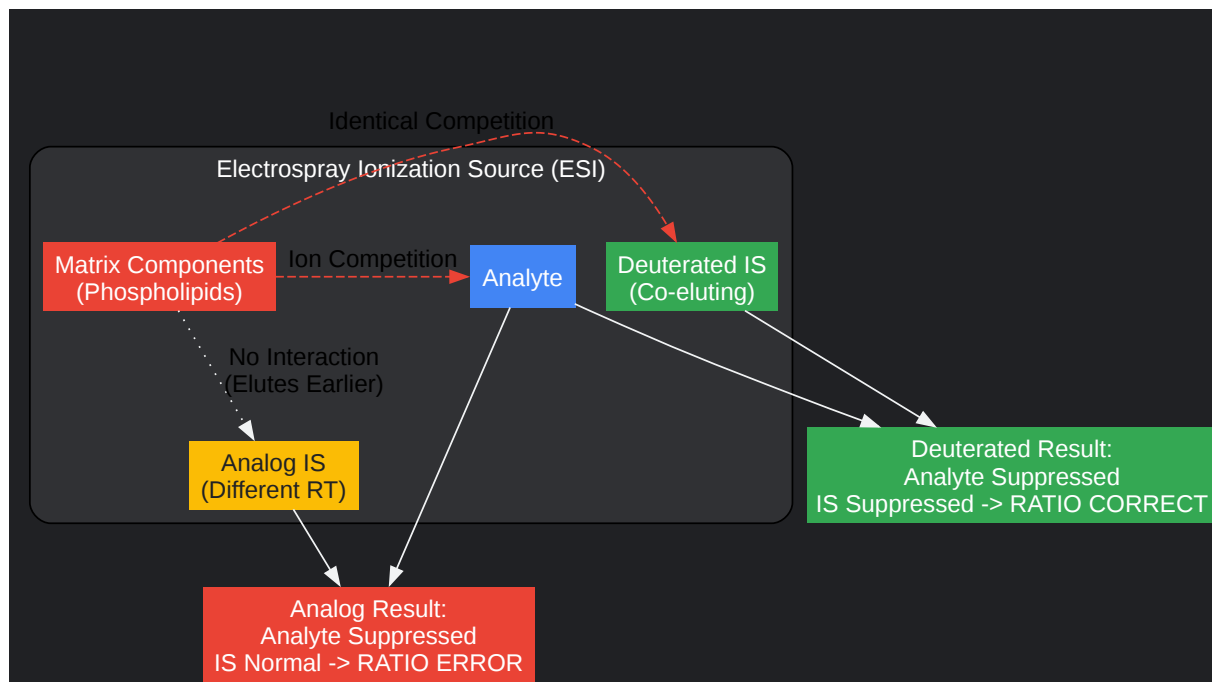 Identical Competition
Electrospray Ionization Source (ESI)
Matrix Components
(Phospholipids)
Ion Competition
Analyte
Deuterated IS
(Co-eluting)
No Interaction
(Elutes Earlier)
Analog IS
(Different RT)
Deuterated Result:
Analyte Suppressed
IS Suppressed -> RATIO CORRECT
Analog Result:
Analyte Suppressed
IS Normal -> RATIO ERROR